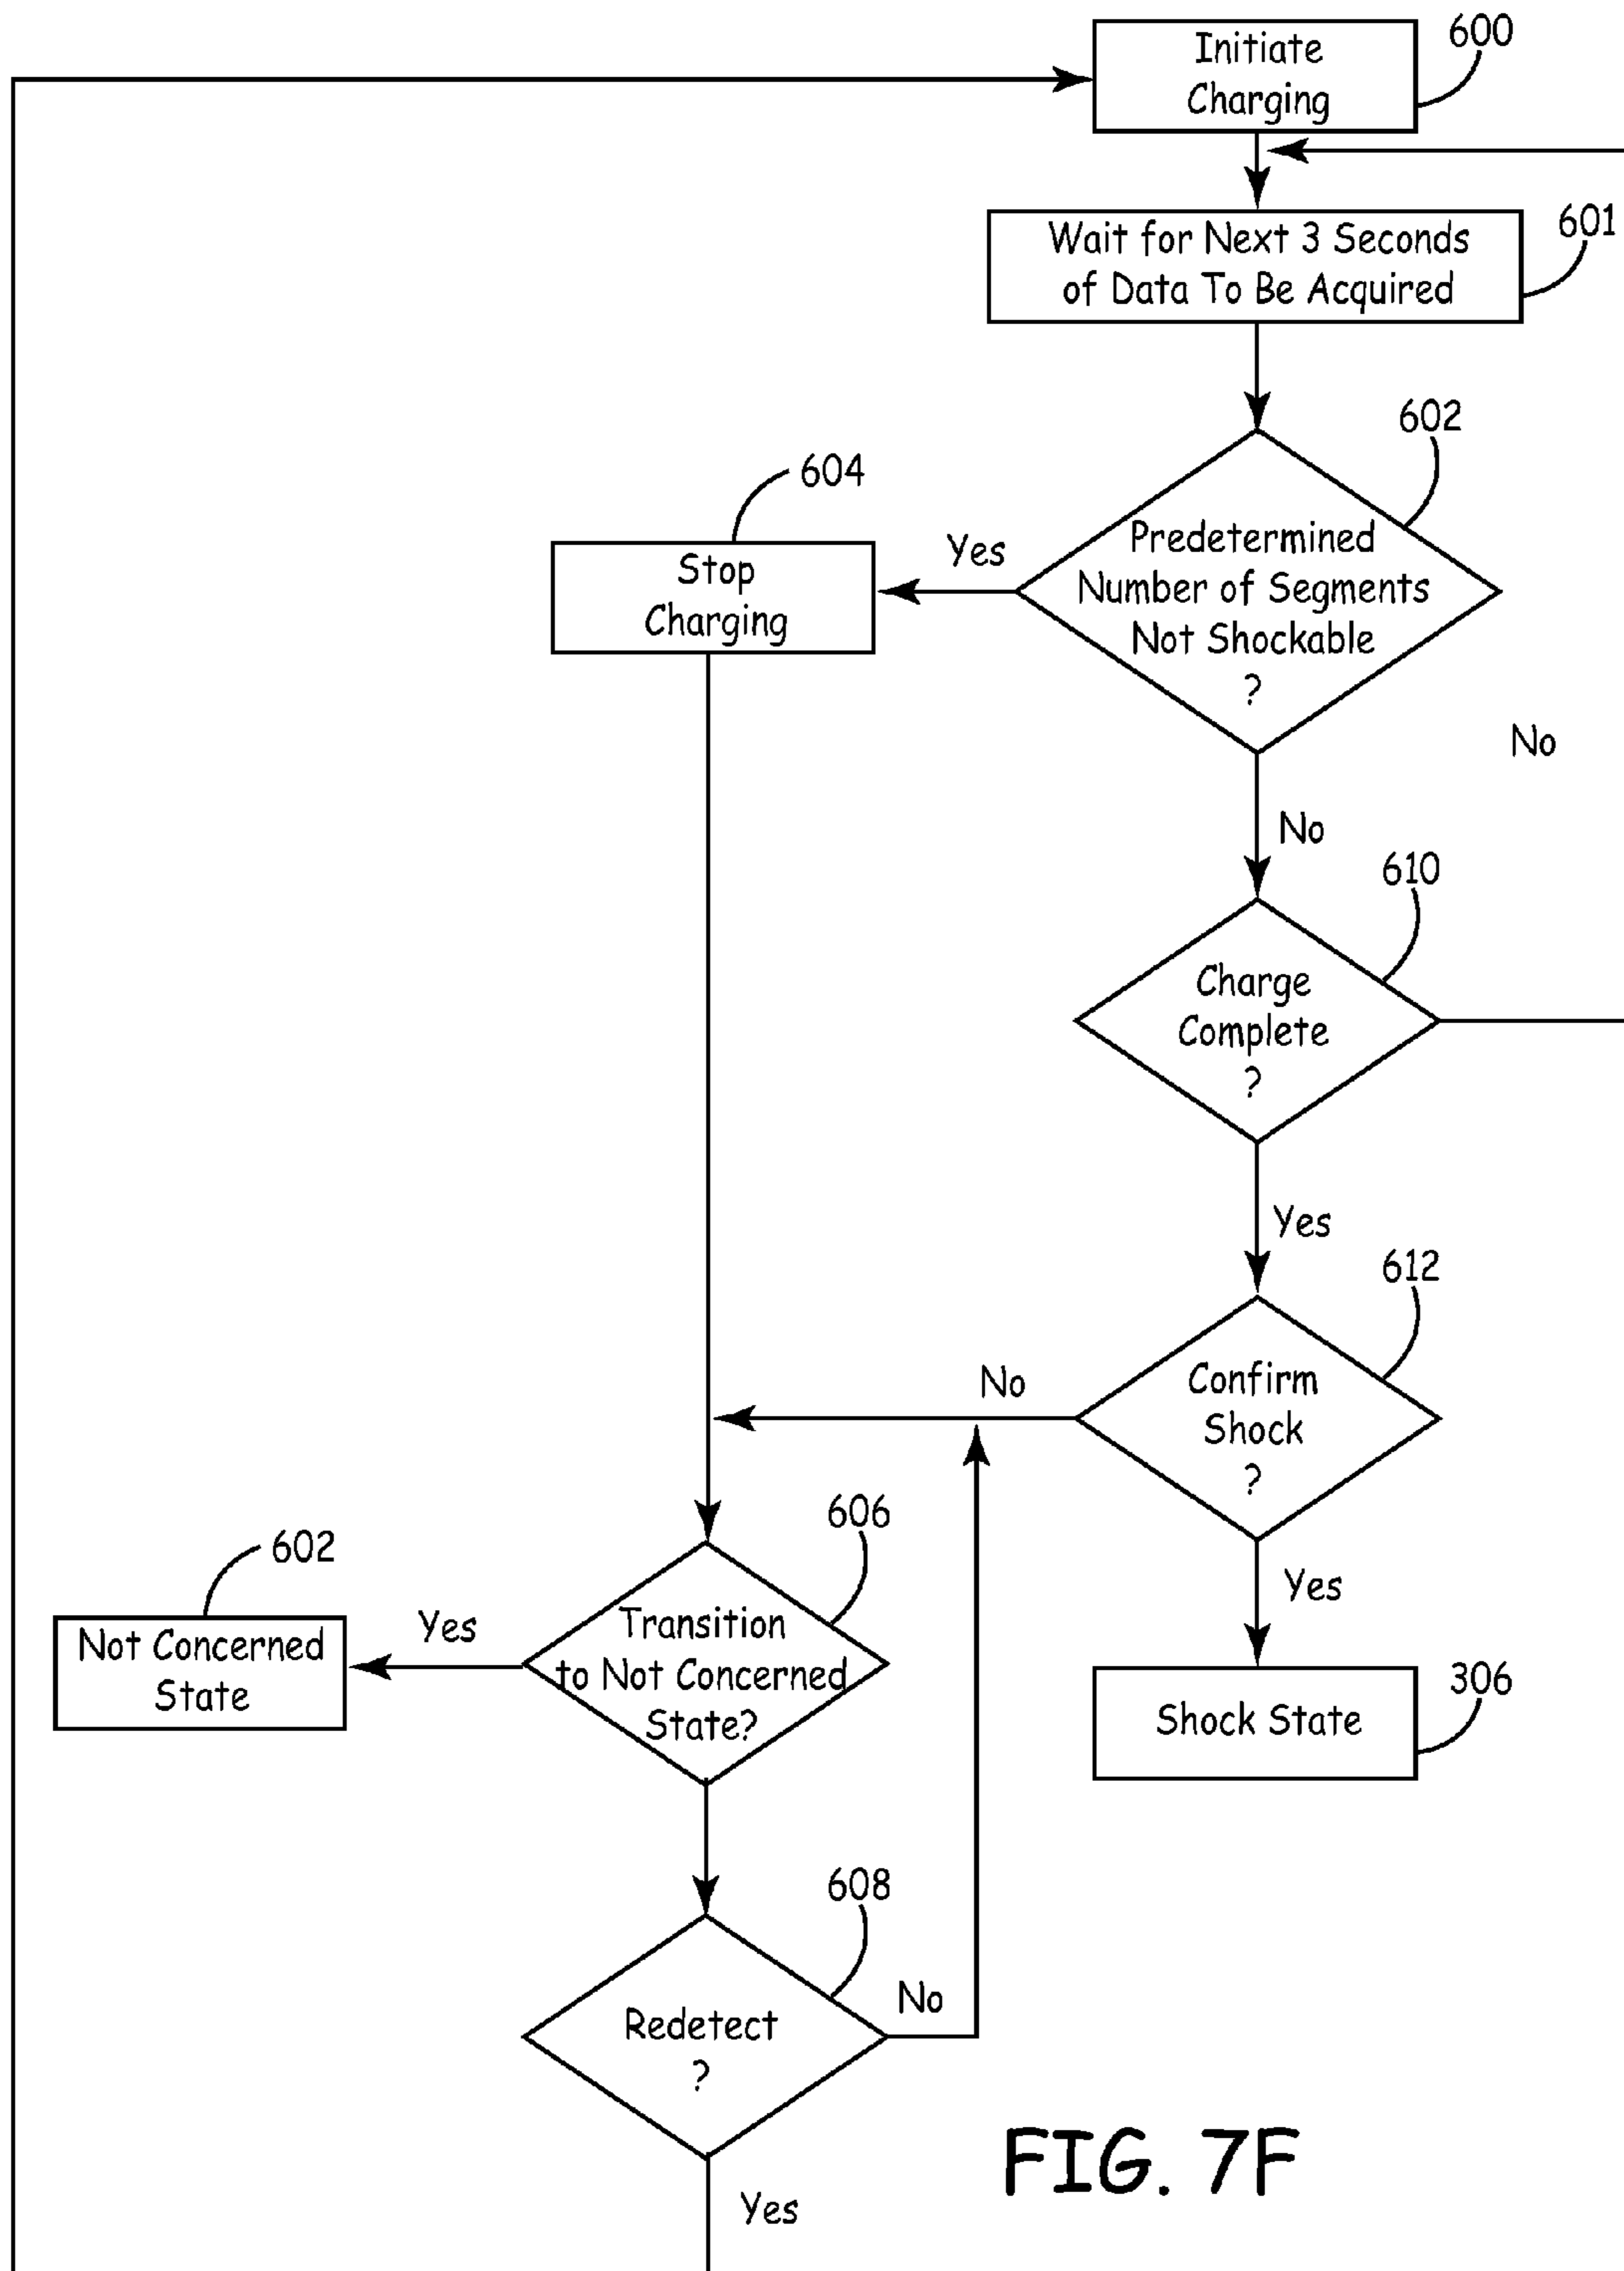 Initiate
Charging
600
Wait for Next 3 Seconds
of Data To Be Acquired
601
602
Predetermined
Number of Segments
Not Shockable
?
Yes
604
Stop
Charging
No
No
610
Charge
Complete
?
Yes
612
Confirm
Shock
?
No
Yes
606
Transition
to Not Concerned
State?
Yes
602
Not Concerned
State
Shock State
306
608
Redetect
?
No
Yes
FIG. 7F